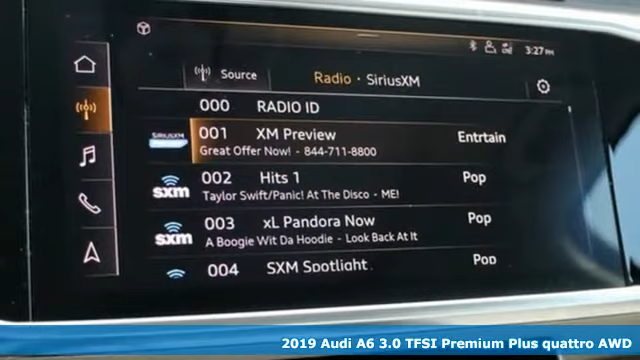 3:27 PM
Source
Radio · SiriusXM
000 RADIO ID
SIRIUSXM
001 XM Preview Entrtain
Great Offer Now! - 844-711-8800
sxm
002 Hits 1 Pop
Taylor Swift/Panic! At The Disco - ME!
sxm
003 xL Pandora Now Pop
A Boogie Wit Da Hoodie - Look Back At It
004 SXM Spotlight Pop
2019 Audi A6 3.0 TFSI Premium Plus quattro AWD